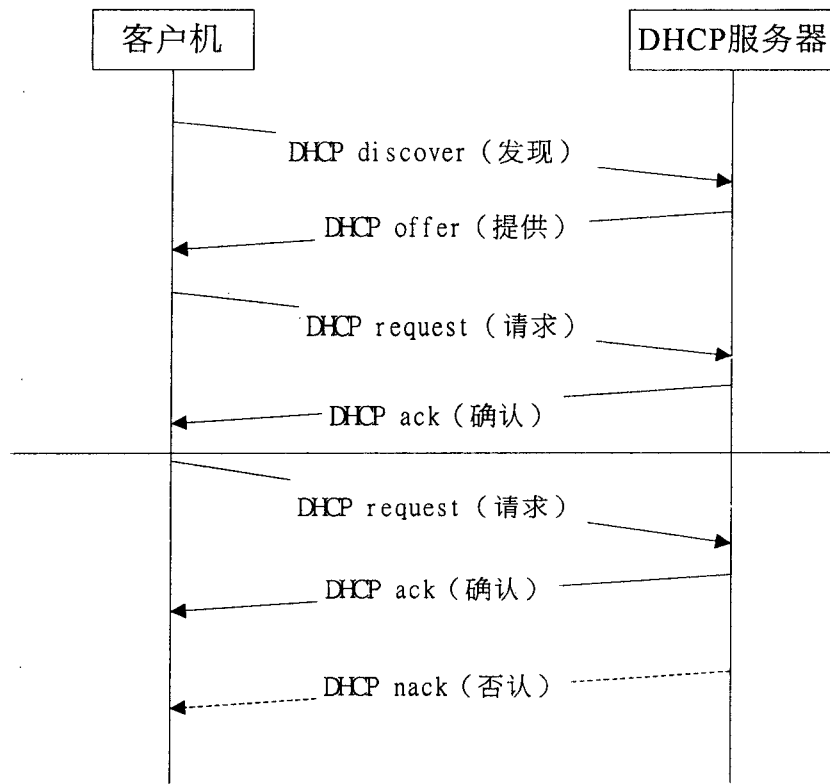 客户机
DHCP服务器
DHCP discover（发现）
DHCP offer（提供）
DHCP request（请求）
DHCP ack（确认）
DHCP request（请求）
DHCP ack（确认）
DHCP nack（否认）